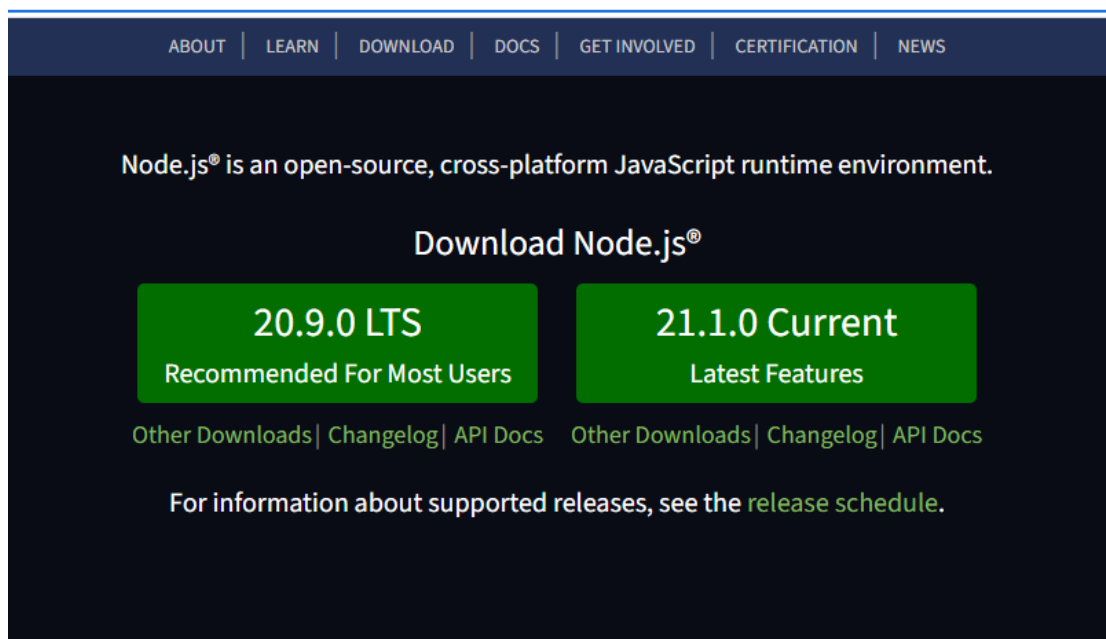 ABOUT | LEARN | DOWNLOAD | DOCS | GET INVOLVED | CERTIFICATION | NEWS
Node.js® is an open-source, cross-platform JavaScript runtime environment.
Download Node.js®
20.9.0 LTS
Recommended For Most Users
21.1.0 Current
Latest Features
Other Downloads| Changelog| API Docs
Other Downloads| Changelog| API Docs
For information about supported releases, see the release schedule.